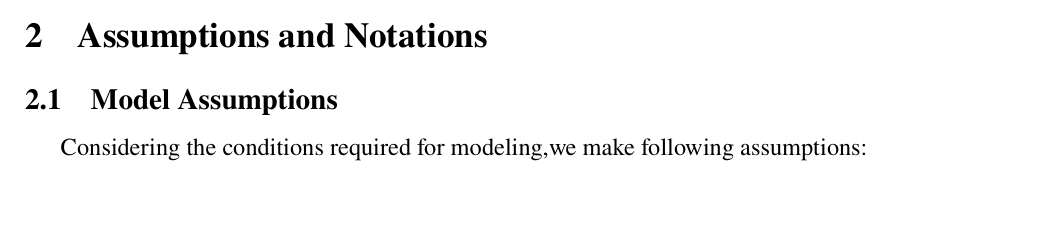 2 Assumptions and Notations
2.1 Model Assumptions
Considering the conditions required for modeling,we make following assumptions: